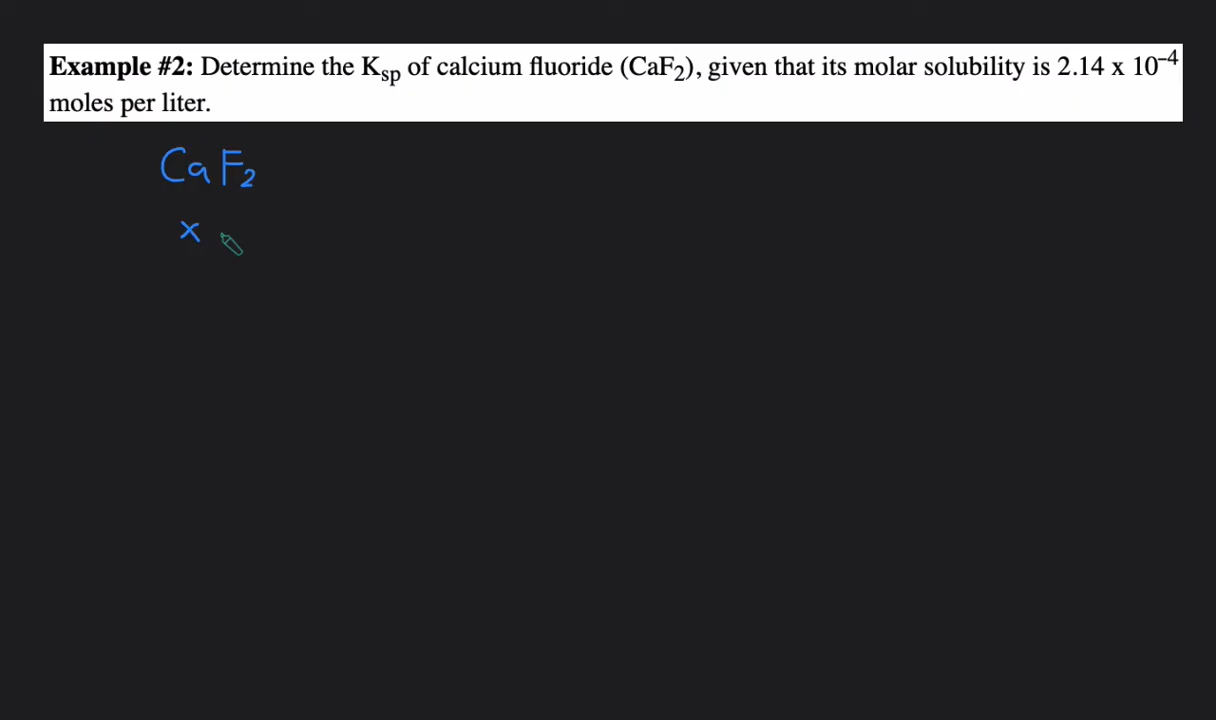 Example #2: Determine the Ksp of calcium fluoride (CaF2), given that its molar solubility is 2.14 x 10⁻⁴
moles per liter.
CaF2
x